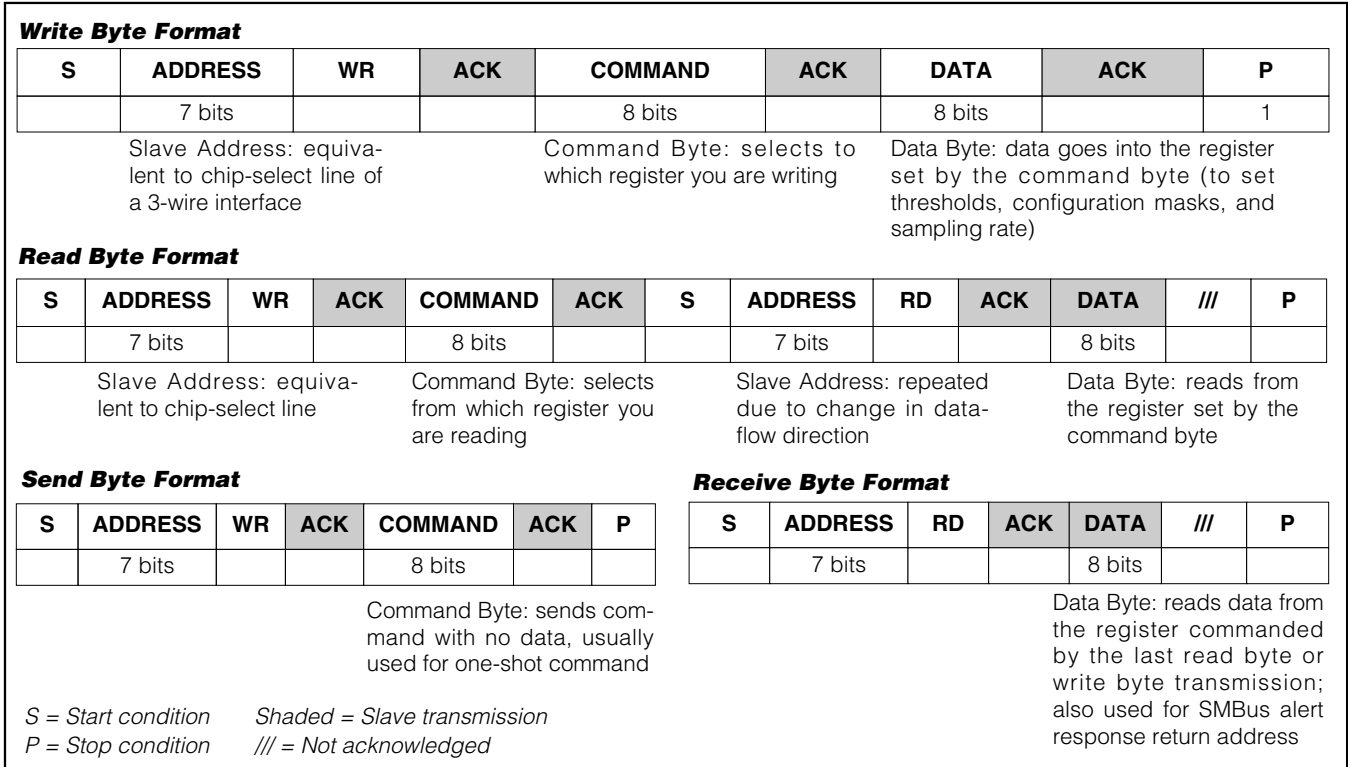 Write Byte Format
S ADDRESS WR ACK COMMAND ACK DATA ACK P
7 bits 8 bits 8 bits 1
Slave Address: equiva-
lent to chip-select line of
a 3-wire interface
Command Byte: selects to
which register you are writing
Data Byte: data goes into the register
set by the command byte (to set
thresholds, configuration masks, and
sampling rate)
Read Byte Format
S ADDRESS WR ACK COMMAND ACK S ADDRESS RD ACK DATA /// P
7 bits 8 bits 7 bits 8 bits
Slave Address: equiva-
lent to chip-select line
Command Byte: selects
from which register you
are reading
Slave Address: repeated
due to change in data-
flow direction
Data Byte: reads from
the register set by the
command byte
Send Byte Format
S ADDRESS WR ACK COMMAND ACK P
7 bits 8 bits
Command Byte: sends com-
mand with no data, usually
used for one-shot command
Receive Byte Format
S ADDRESS RD ACK DATA /// P
7 bits 8 bits
Data Byte: reads data from
the register commanded
by the last read byte or
write byte transmission;
also used for SMBus alert
response return address
S = Start condition Shaded = Slave transmission
P = Stop condition /// = Not acknowledged